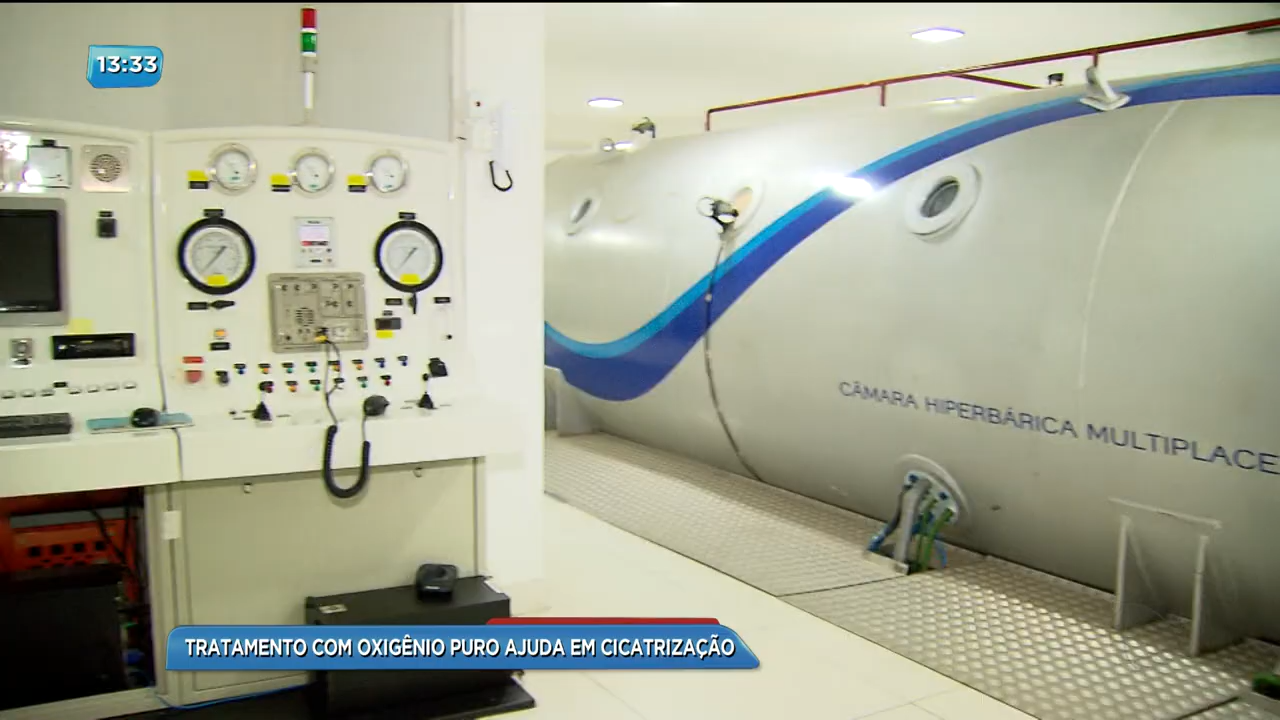 13:33
CÂMARA HIPERBÁRICA MULTIPLACE
TRATAMENTO COM OXIGÊNIO PURO AJUDA EM CICATRIZAÇÃO